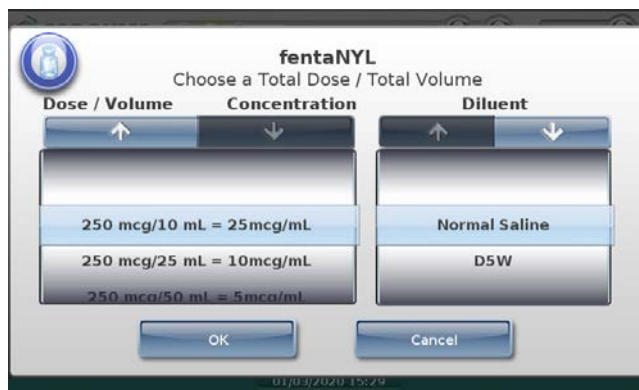 fentaNYL
Choose a Total Dose / Total Volume
Dose / Volume Concentration Diluent
250 mcg/10 mL = 25mcg/mL Normal Saline
250 mcg/25 mL = 10mcg/mL D5W
250 mcg/50 mL = 5mcg/mL
OK Cancel
01/03/2020 15:29